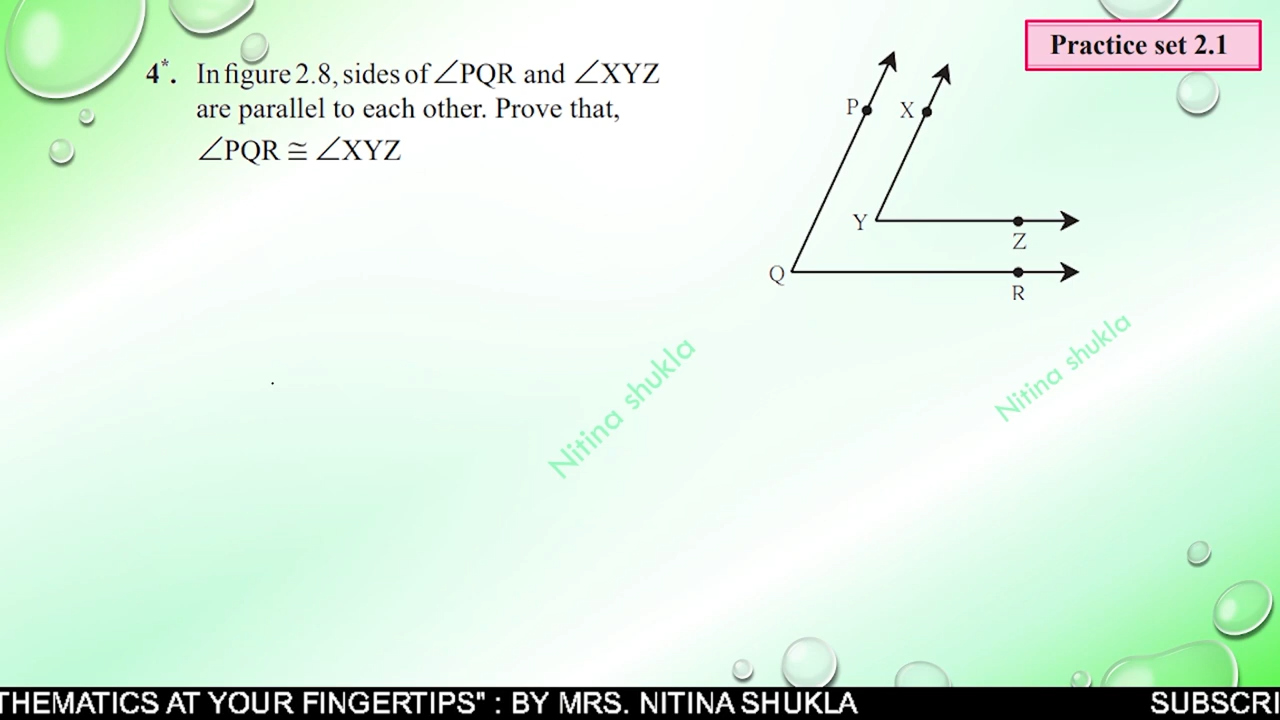 Practice set 2.1
4*. In figure 2.8, sides of ∠PQR and ∠XYZ
are parallel to each other. Prove that,
∠PQR ≅ ∠XYZ
P
X
Y
Z
Q
R
Nitina shukla
Nitina shukla
THEMATICS AT YOUR FINGERTIPS" : BY MRS. NITINA SHUKLA SUBSCRI